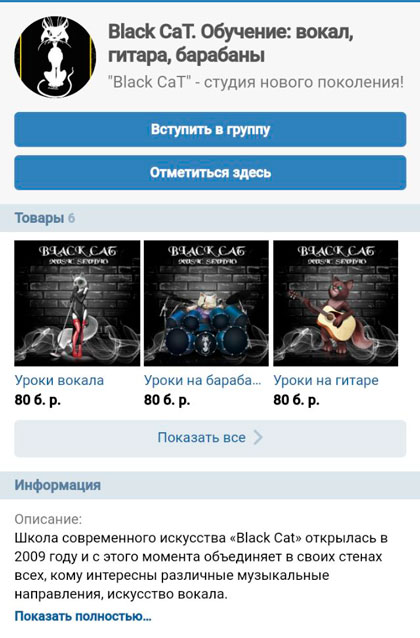 Black CaT. Обучение: вокал,
гитара, барабаны
"Black CaT" - студия нового поколения!
Вступить в группу
Отметиться здесь
Товары 6
BLACK CAT
MUSIC STUDIO
BLACK CAT
MUSIC STUDIO
BLACK CAT
MUSIC STUDIO
Уроки вокала
Уроки на бараба...
Уроки на гитаре
80 б. р.
80 б. р.
80 б. р.
Показать все
Информация
Описание:
Школа современного искусства «Black Cat» открылась в
2009 году и с этого момента объединяет в своих стенах
всех, кому интересны различные музыкальные
направления, искусство вокала.
Показать полностью...